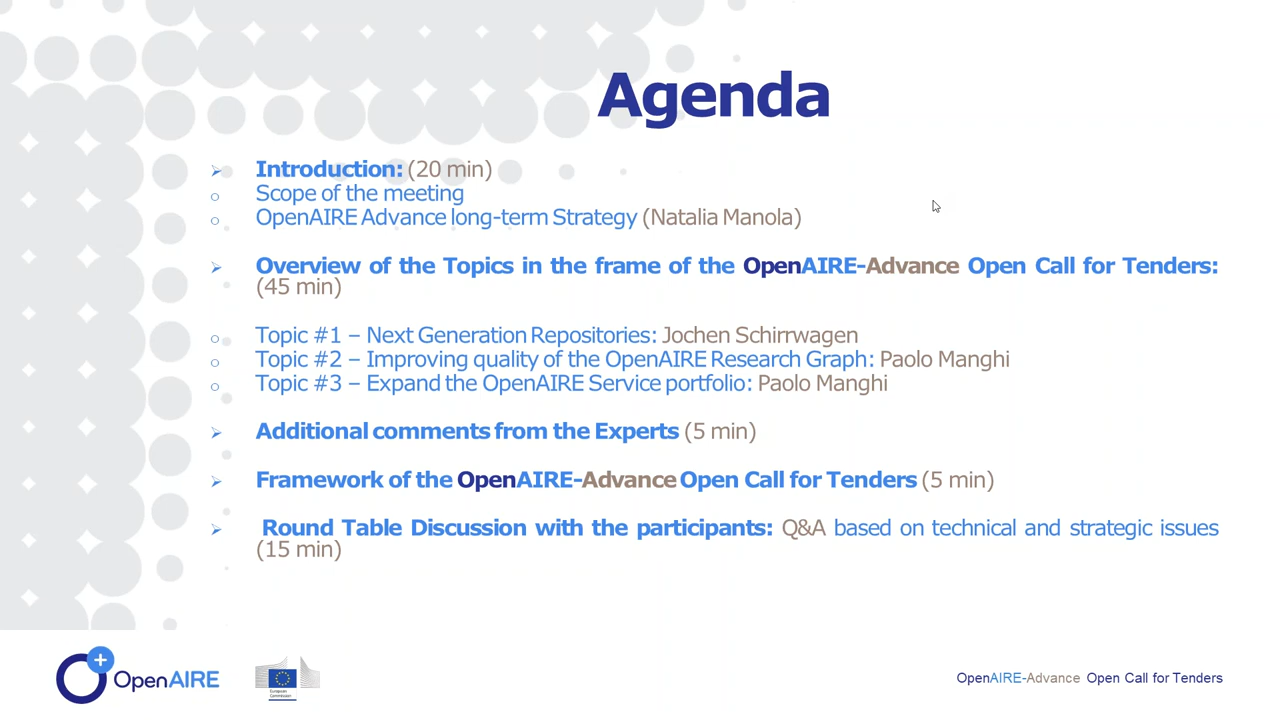 Agenda
➢ Introduction: (20 min)
o Scope of the meeting
o OpenAIRE Advance long-term Strategy (Natalia Manola)
➢ Overview of the Topics in the frame of the OpenAIRE-Advance Open Call for Tenders:
(45 min)
o Topic #1 – Next Generation Repositories: Jochen Schirrwagen
o Topic #2 – Improving quality of the OpenAIRE Research Graph: Paolo Manghi
o Topic #3 – Expand the OpenAIRE Service portfolio: Paolo Manghi
➢ Additional comments from the Experts (5 min)
➢ Framework of the OpenAIRE-Advance Open Call for Tenders (5 min)
➢ Round Table Discussion with the participants: Q&A based on technical and strategic issues
(15 min)
OpenAIRE
European
Commission
OpenAIRE-Advance Open Call for Tenders